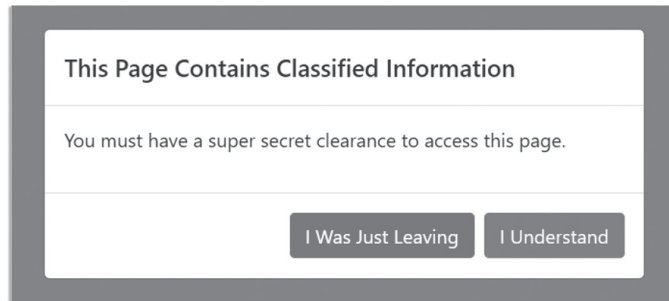 This Page Contains Classified Information
You must have a super secret clearance to access this page.
I Was Just Leaving
I Understand